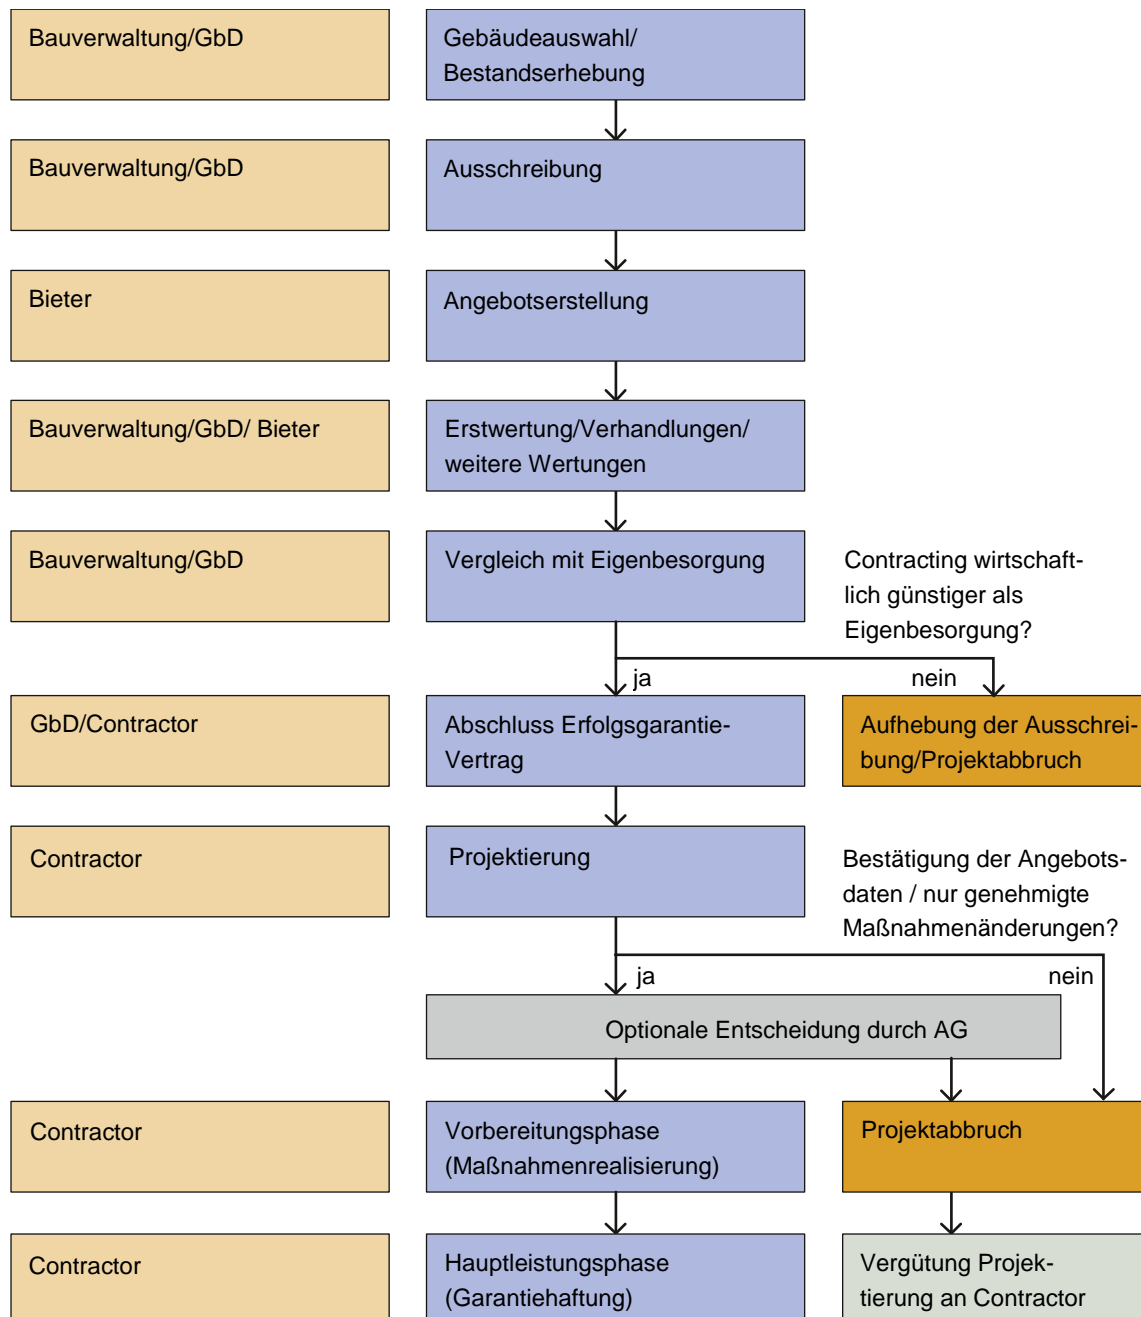 Bauverwaltung/GbD
Gebäudeauswahl/
Bestandserhebung
Bauverwaltung/GbD
Ausschreibung
Bieter
Angebotserstellung
Bauverwaltung/GbD/ Bieter
Erstwertung/Verhandlungen/
weitere Wertungen
Bauverwaltung/GbD
Vergleich mit Eigenbesorgung
Contracting wirtschaft-
lich günstiger als
Eigenbesorgung?
ja
nein
GbD/Contractor
Abschluss Erfolgsgarantie-
Vertrag
Aufhebung der Ausschrei-
bung/Projektabbruch
Contractor
Projektierung
Bestätigung der Angebots-
daten / nur genehmigte
Maßnahmenänderungen?
ja
nein
Optionale Entscheidung durch AG
Contractor
Vorbereitungsphase
(Maßnahmenrealisierung)
Projektabbruch
Contractor
Hauptleistungsphase
(Garantiehaftung)
Vergütung Projek-
tierung an Contractor